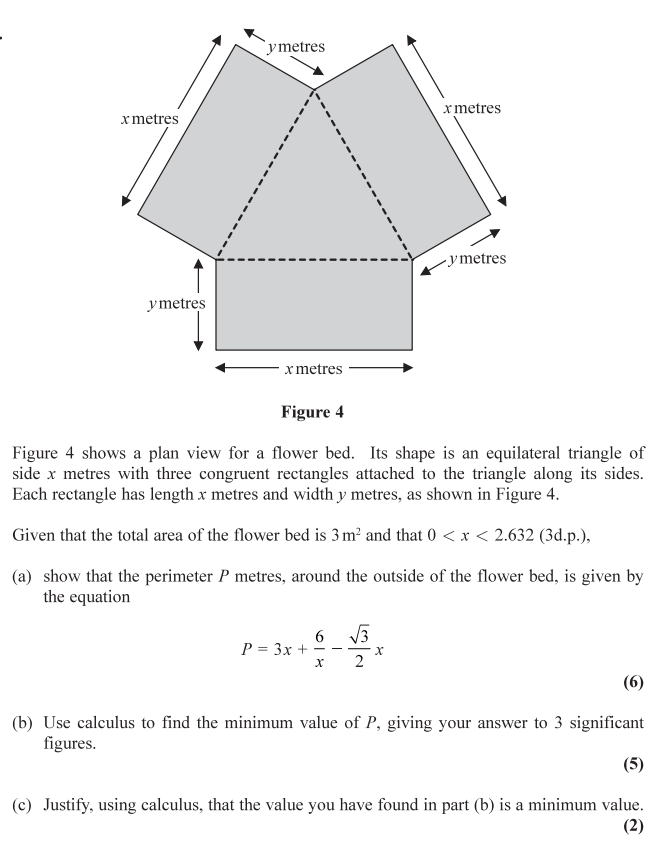 y metres
x metres
x metres
y metres
y metres
x metres
Figure 4
Figure 4 shows a plan view for a flower bed. Its shape is an equilateral triangle of
side x metres with three congruent rectangles attached to the triangle along its sides.
Each rectangle has length x metres and width y metres, as shown in Figure 4.
Given that the total area of the flower bed is 3 m² and that 0 < x < 2.632 (3d.p.),
(a) show that the perimeter P metres, around the outside of the flower bed, is given by
the equation
P = 3x + 6/x − √3/2 x
(6)
(b) Use calculus to find the minimum value of P, giving your answer to 3 significant
figures.
(5)
(c) Justify, using calculus, that the value you have found in part (b) is a minimum value.
(2)